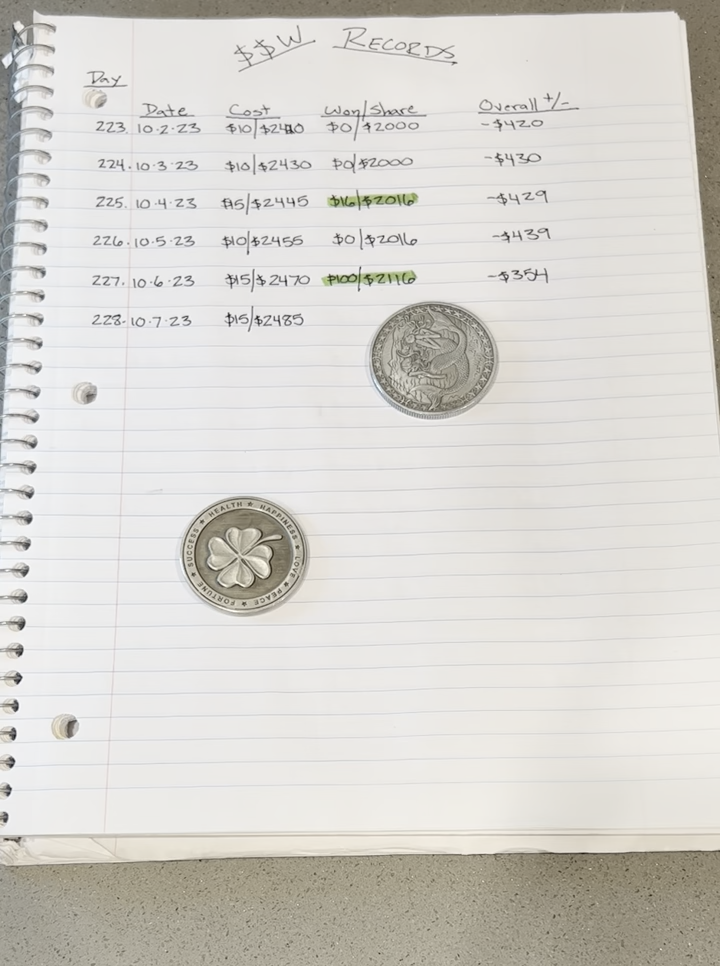 $$W RECORDS
Day
Date Cost Won/Share Overall +/-
223. 10.2.23 $10/$2420 $0/$2000 -$420
224. 10.3.23 $10/$2430 $0/$2000 -$430
225. 10.4.23 $15/$2445 $16/$2016 -$429
226. 10.5.23 $10/$2455 $0/$2016 -$439
227. 10.6.23 $15/$2470 $100/$2116 -$354
228. 10.7.23 $15/$2485
SUCCESS ★ HEALTH ★ HAPPINESS ★ LOVE ★ PEACE ★ FORTUNE ★